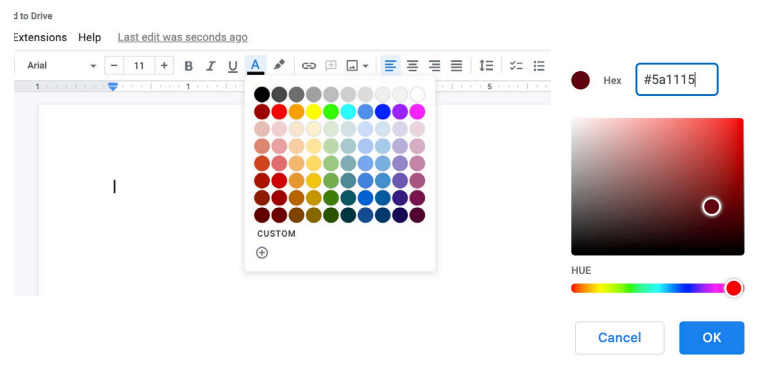 d to Drive
Extensions Help Last edit was seconds ago
Arial − 11 + B I U A
1 1 5
CUSTOM
Hex #5a1115
HUE
Cancel OK